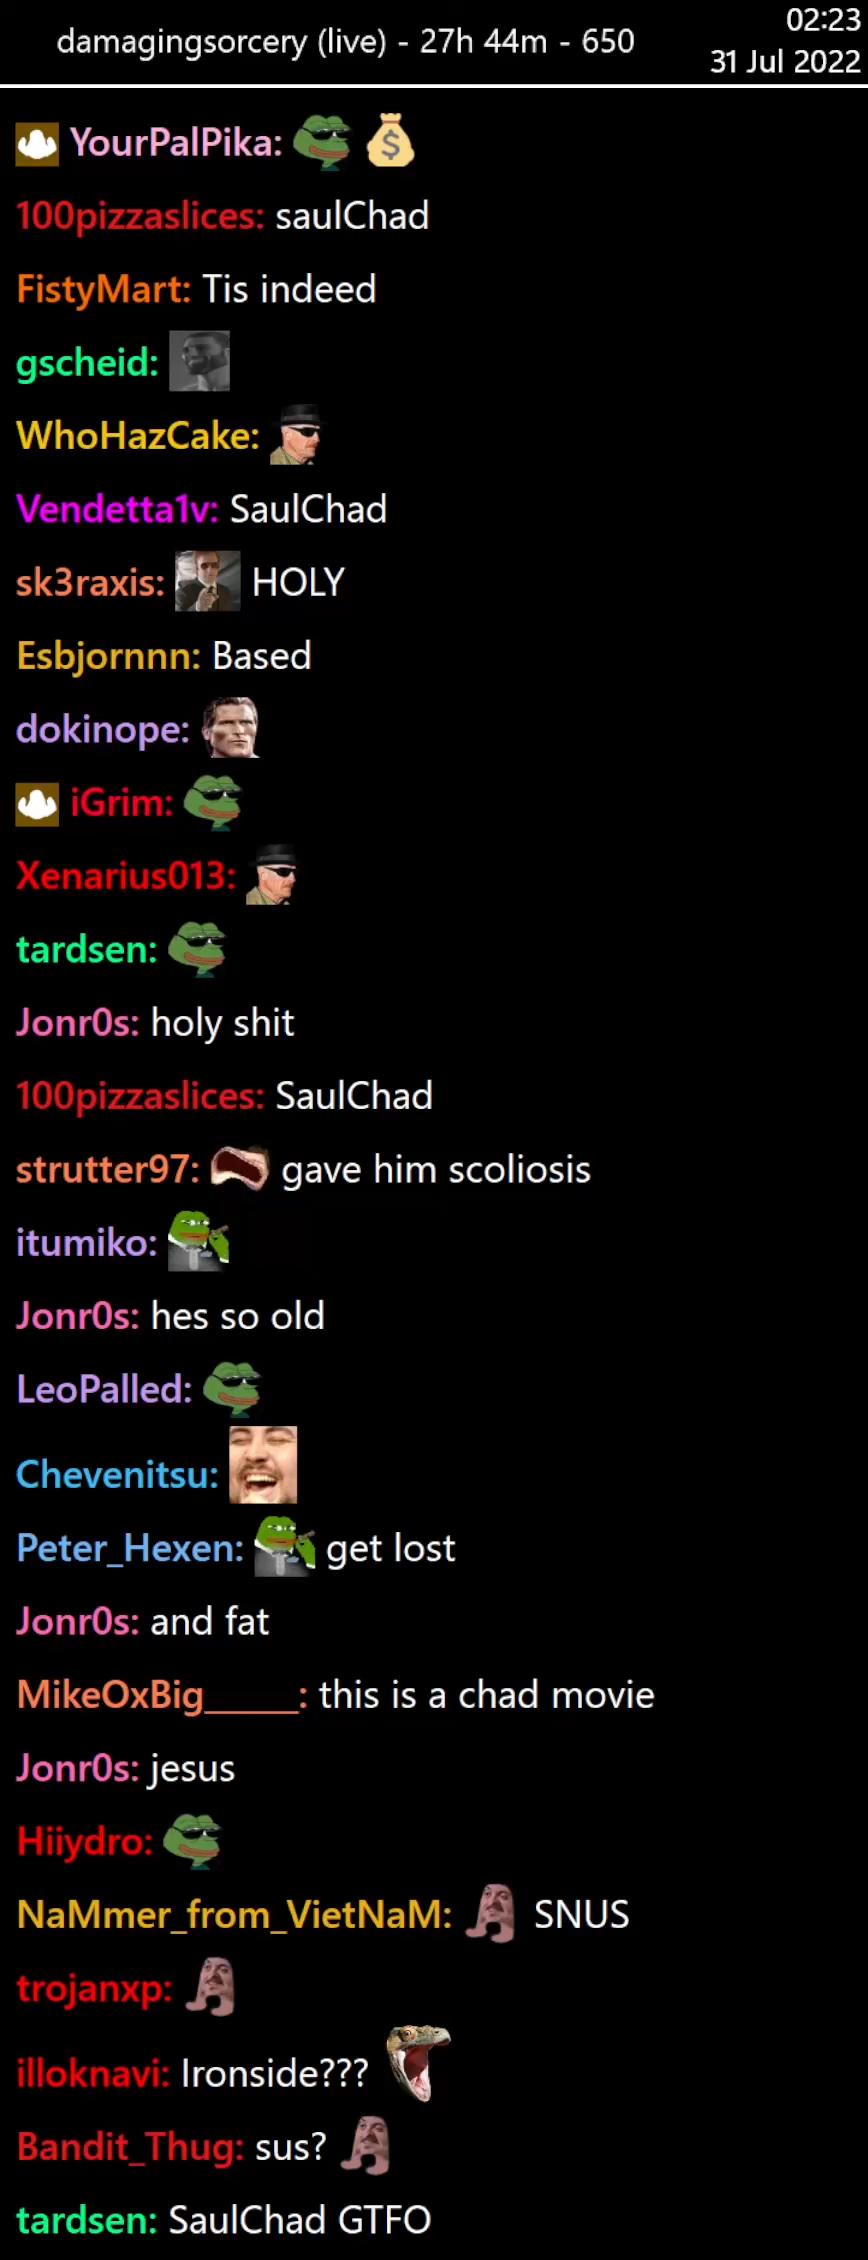 damagingsorcery (live) - 27h 44m - 650
02:23
31 Jul 2022
YourPalPika: $
100pizzaslices: saulChad
FistyMart: Tis indeed
gscheid:
WhoHazCake:
Vendetta1v: SaulChad
sk3raxis: HOLY
Esbjornnn: Based
dokinope:
iGrim:
Xenarius013:
tardsen:
Jonr0s: holy shit
100pizzaslices: SaulChad
strutter97: gave him scoliosis
itumiko:
Jonr0s: hes so old
LeoPalled:
Chevenitsu:
Peter_Hexen: get lost
Jonr0s: and fat
MikeOxBig_____: this is a chad movie
Jonr0s: jesus
Hiiydro:
NaMmer_from_VietNaM: SNUS
trojanxp:
illoknavi: Ironside???
Bandit_Thug: sus?
tardsen: SaulChad GTFO